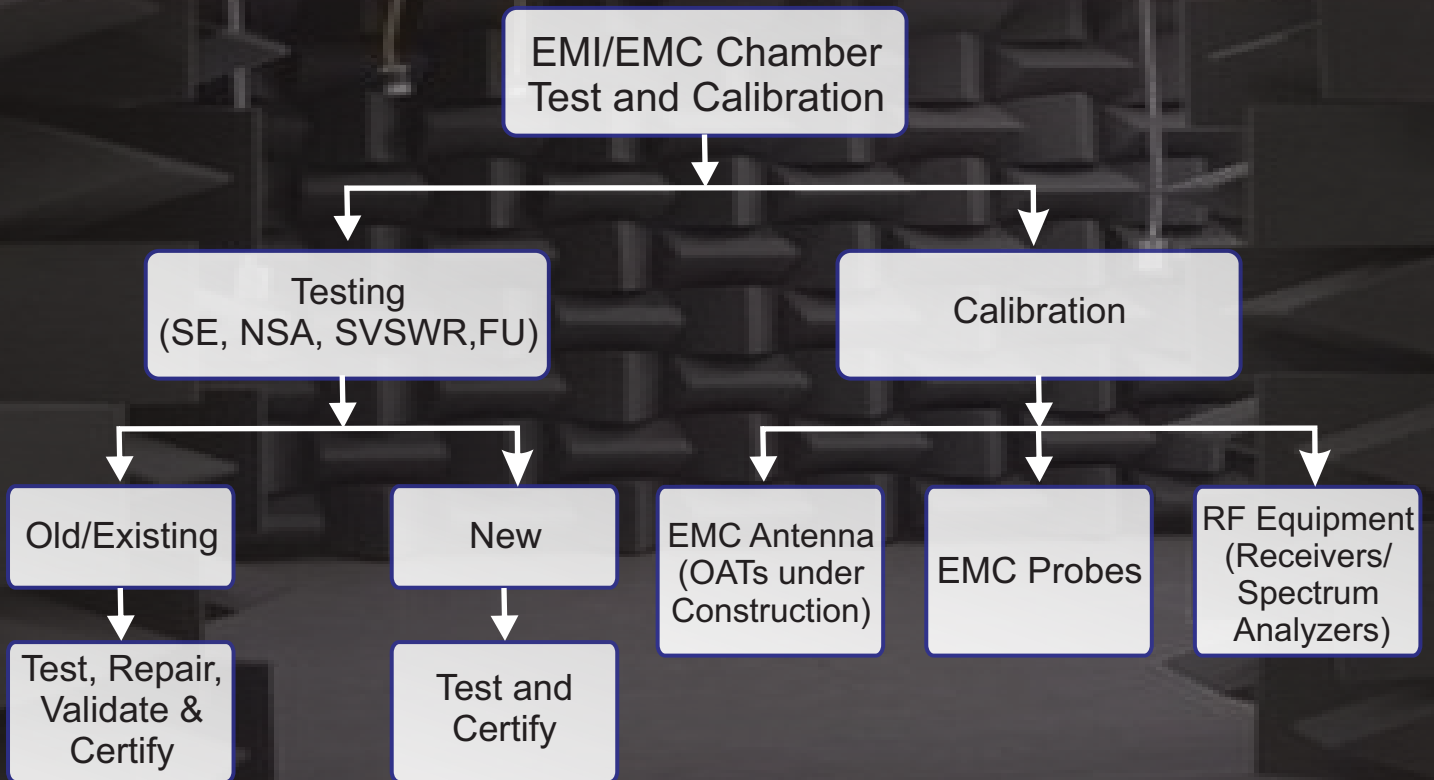 EMI/EMC Chamber
Test and Calibration
Testing
(SE, NSA, SVSWR,FU)
Calibration
Old/Existing
New
EMC Antenna
(OATs under
Construction)
EMC Probes
RF Equipment
(Receivers/
Spectrum
Analyzers)
Test, Repair,
Validate &
Certify
Test and
Certify